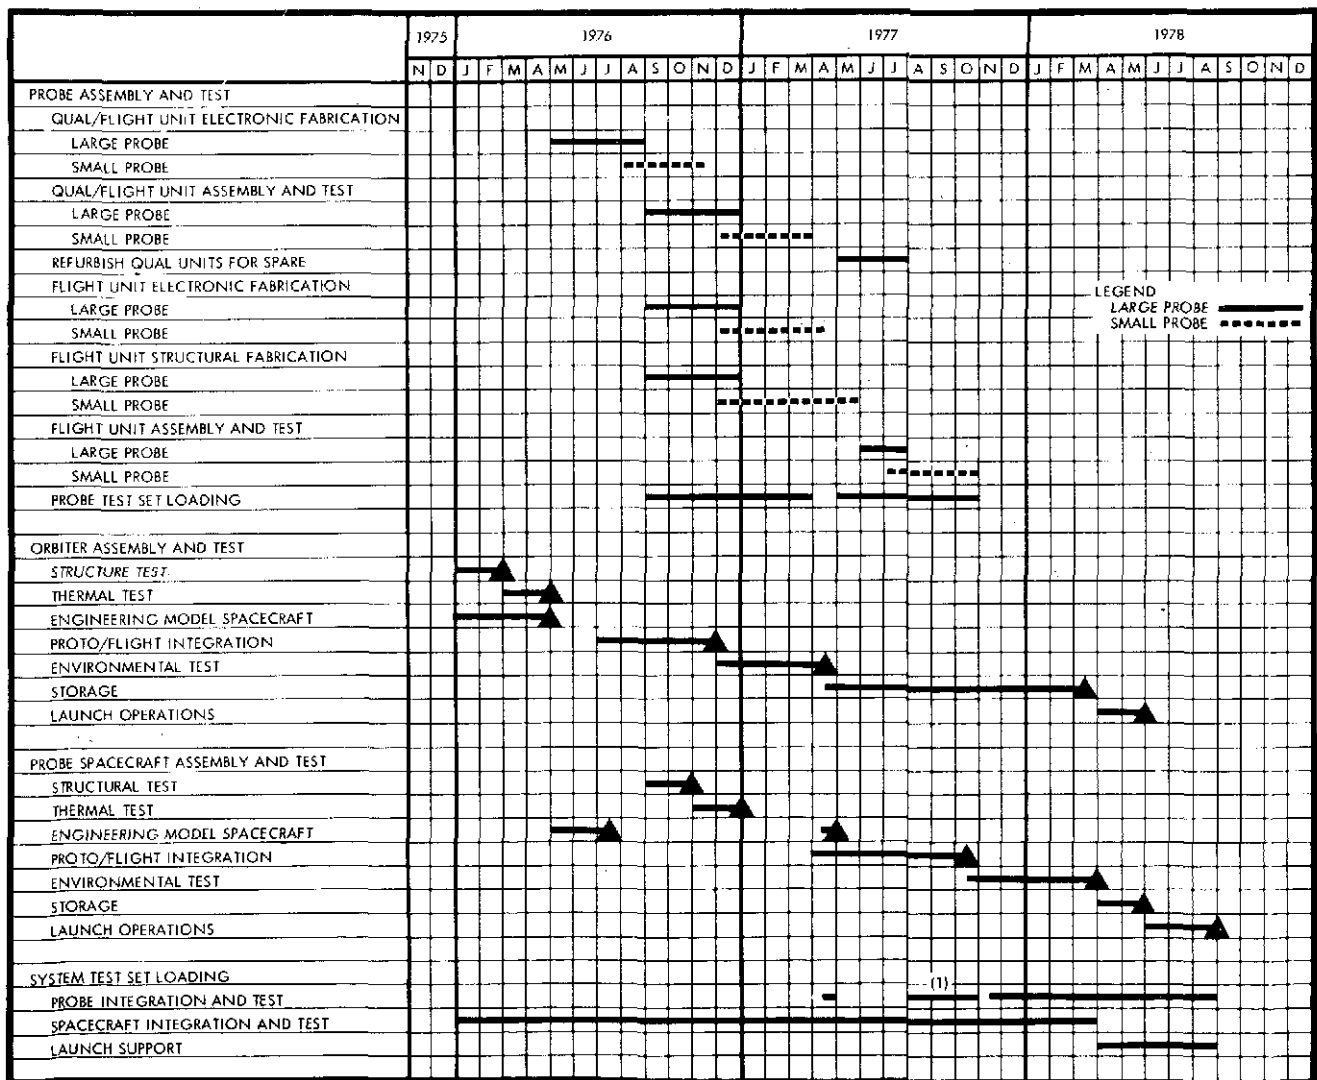 1975 1976 1977 1978
N D J F M A M J J A S O N D J F M A M J J A S O N D J F M A M J J A S O N D
PROBE ASSEMBLY AND TEST
QUAL/FLIGHT UNIT ELECTRONIC FABRICATION
LARGE PROBE
SMALL PROBE
QUAL/FLIGHT UNIT ASSEMBLY AND TEST
LARGE PROBE
SMALL PROBE
REFURBISH QUAL UNITS FOR SPARE
FLIGHT UNIT ELECTRONIC FABRICATION
LEGEND
LARGE PROBE
SMALL PROBE
LARGE PROBE
SMALL PROBE
FLIGHT UNIT STRUCTURAL FABRICATION
LARGE PROBE
SMALL PROBE
FLIGHT UNIT ASSEMBLY AND TEST
LARGE PROBE
SMALL PROBE
PROBE TEST SET LOADING
ORBITER ASSEMBLY AND TEST
STRUCTURE TEST
THERMAL TEST
ENGINEERING MODEL SPACECRAFT
PROTO/FLIGHT INTEGRATION
ENVIRONMENTAL TEST
STORAGE
LAUNCH OPERATIONS
PROBE SPACECRAFT ASSEMBLY AND TEST
STRUCTURAL TEST
THERMAL TEST
ENGINEERING MODEL SPACECRAFT
PROTO/FLIGHT INTEGRATION
ENVIRONMENTAL TEST
STORAGE
LAUNCH OPERATIONS
SYSTEM TEST SET LOADING
(1)
PROBE INTEGRATION AND TEST
SPACECRAFT INTEGRATION AND TEST
LAUNCH SUPPORT